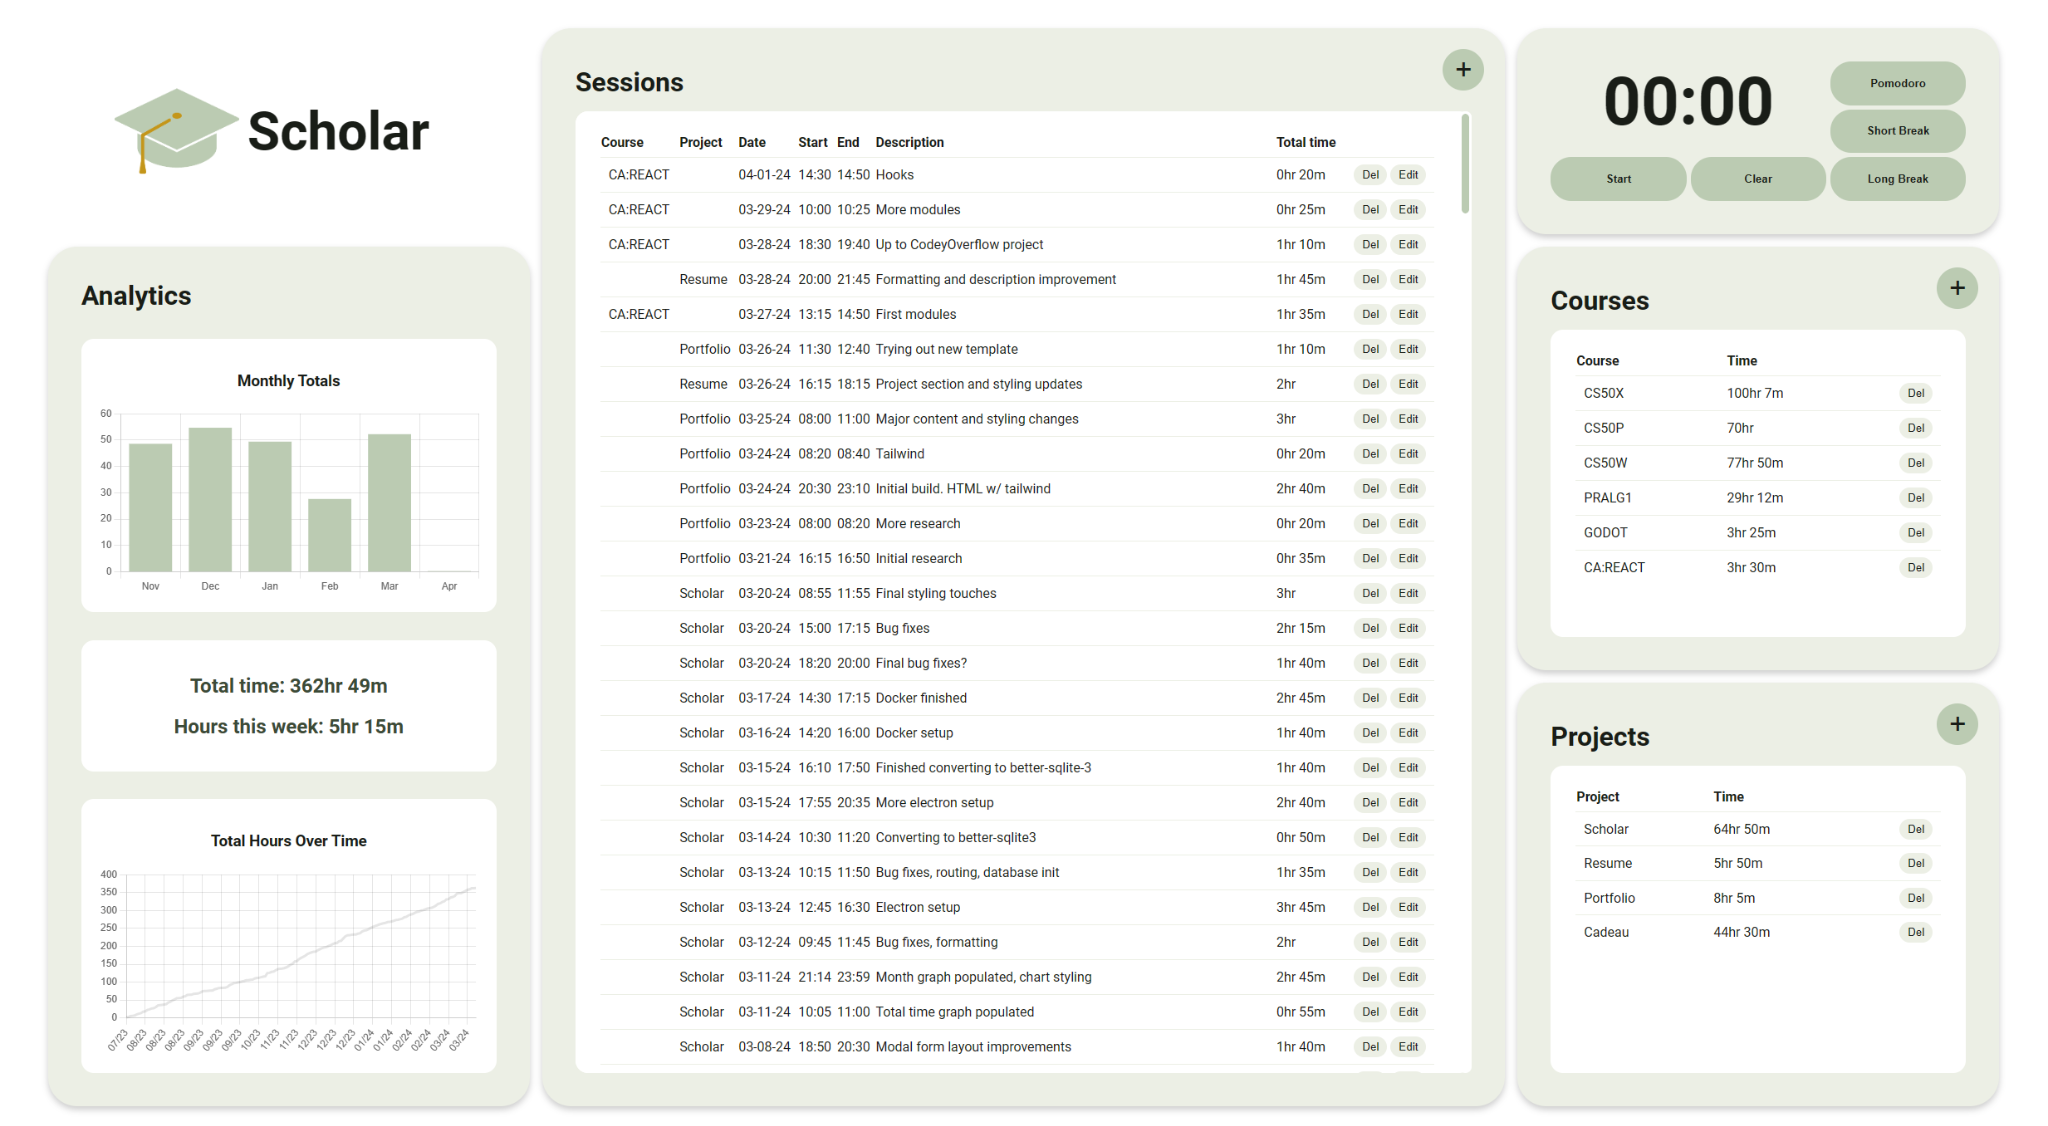 Scholar
Analytics
Monthly Totals
60
50
40
30
20
10
0
Nov Dec Jan Feb Mar Apr
Total time: 362hr 49m
Hours this week: 5hr 15m
Total Hours Over Time
400
350
300
250
200
150
100
50
0
07/23 08/23 08/23 08/23 09/23 09/23 09/23 10/23 11/23 11/23 12/23 12/23 12/23 01/24 01/24 02/24 02/24 03/24 03/24
Sessions
+
Course Project Date Start End Description Total time
CA:REACT 04-01-24 14:30 14:50 Hooks 0hr 20m Del Edit
CA:REACT 03-29-24 10:00 10:25 More modules 0hr 25m Del Edit
CA:REACT 03-28-24 18:30 19:40 Up to CodeyOverflow project 1hr 10m Del Edit
Resume 03-28-24 20:00 21:45 Formatting and description improvement 1hr 45m Del Edit
CA:REACT 03-27-24 13:15 14:50 First modules 1hr 35m Del Edit
Portfolio 03-26-24 11:30 12:40 Trying out new template 1hr 10m Del Edit
Resume 03-26-24 16:15 18:15 Project section and styling updates 2hr Del Edit
Portfolio 03-25-24 08:00 11:00 Major content and styling changes 3hr Del Edit
Portfolio 03-24-24 08:20 08:40 Tailwind 0hr 20m Del Edit
Portfolio 03-24-24 20:30 23:10 Initial build. HTML w/ tailwind 2hr 40m Del Edit
Portfolio 03-23-24 08:00 08:20 More research 0hr 20m Del Edit
Portfolio 03-21-24 16:15 16:50 Initial research 0hr 35m Del Edit
Scholar 03-20-24 08:55 11:55 Final styling touches 3hr Del Edit
Scholar 03-20-24 15:00 17:15 Bug fixes 2hr 15m Del Edit
Scholar 03-20-24 18:20 20:00 Final bug fixes? 1hr 40m Del Edit
Scholar 03-17-24 14:30 17:15 Docker finished 2hr 45m Del Edit
Scholar 03-16-24 14:20 16:00 Docker setup 1hr 40m Del Edit
Scholar 03-15-24 16:10 17:50 Finished converting to better-sqlite-3 1hr 40m Del Edit
Scholar 03-15-24 17:55 20:35 More electron setup 2hr 40m Del Edit
Scholar 03-14-24 10:30 11:20 Converting to better-sqlite3 0hr 50m Del Edit
Scholar 03-13-24 10:15 11:50 Bug fixes, routing, database init 1hr 35m Del Edit
Scholar 03-13-24 12:45 16:30 Electron setup 3hr 45m Del Edit
Scholar 03-12-24 09:45 11:45 Bug fixes, formatting 2hr Del Edit
Scholar 03-11-24 21:14 23:59 Month graph populated, chart styling 2hr 45m Del Edit
Scholar 03-11-24 10:05 11:00 Total time graph populated 0hr 55m Del Edit
Scholar 03-08-24 18:50 20:30 Modal form layout improvements 1hr 40m Del Edit
00:00
Pomodoro
Short Break
Start Clear Long Break
Courses
+
Course Time
CS50X 100hr 7m Del
CS50P 70hr Del
CS50W 77hr 50m Del
PRALG1 29hr 12m Del
GODOT 3hr 25m Del
CA:REACT 3hr 30m Del
Projects
+
Project Time
Scholar 64hr 50m Del
Resume 5hr 50m Del
Portfolio 8hr 5m Del
Cadeau 44hr 30m Del